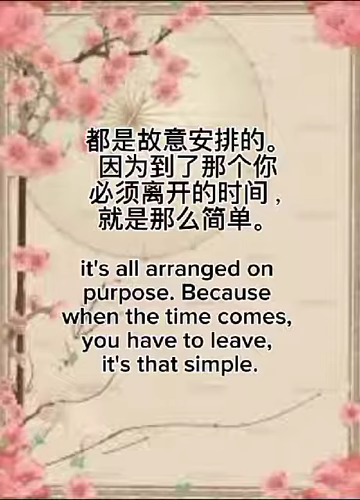 都是故意安排的。
因为到了那个你
必须离开的时间,
就是那么简单。
it's all arranged on
purpose. Because
when the time comes,
you have to leave,
it's that simple.